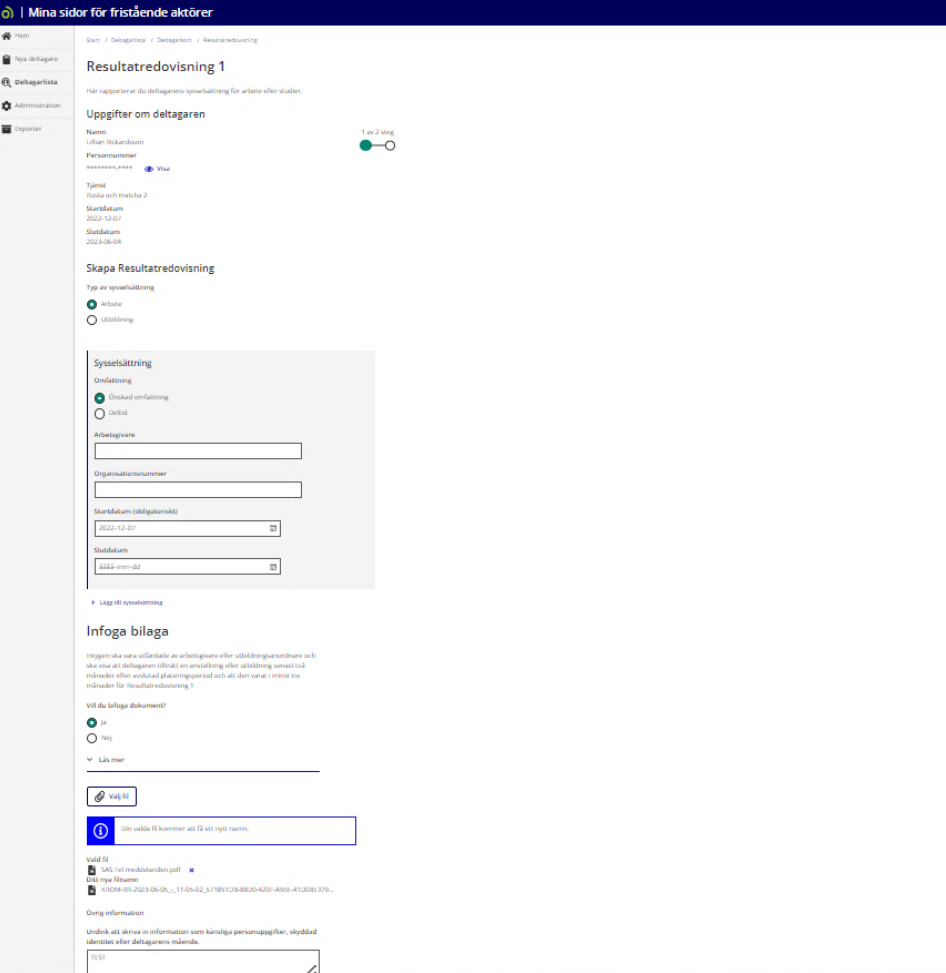 Mina sidor för fristående aktörer
Hem
Nya deltagare
Deltagarlista
Administration
Exporter
Start / Deltagarlista / Deltagarkort / Resultatredovisning
Resultatredovisning 1
Här rapporterar du deltagarens sysselsättning för arbete eller studier.
Uppgifter om deltagaren
Namn
Lillian Rickardsson
1 av 2 steg
Personnummer
********-****
Visa
Tjänst
Rusta och matcha 2
Startdatum
2022-12-07
Slutdatum
2023-06-04
Skapa Resultatredovisning
Typ av sysselsättning
Arbete
Utbildning
Sysselsättning
Omfattning
Önskad omfattning
Deltid
Arbetsgivare
Organisationsnummer
Startdatum (obligatoriskt)
2022-12-07
Slutdatum
åååå-mm-dd
+ Lägg till sysselsättning
Infoga bilaga
Intygen ska vara utfärdade av arbetsgivare eller utbildningsanordnare och
ska visa att deltagaren tillträtt en anställning eller utbildning senast två
månader efter avslutad placeringsperiod och att den varat i minst tre
månader för Resultatredovisning 1
Vill du bifoga dokument?
Ja
Nej
Läs mer
Välj fil
Din valda fil kommer att få ett nytt namn.
Vald fil
SAS Fel meddelanden.pdf
Ditt nya filnamn
Övrig information
Undvik att skriva in information som känsliga personuppgifter, skyddad
identitet eller deltagarens mående.
TEST